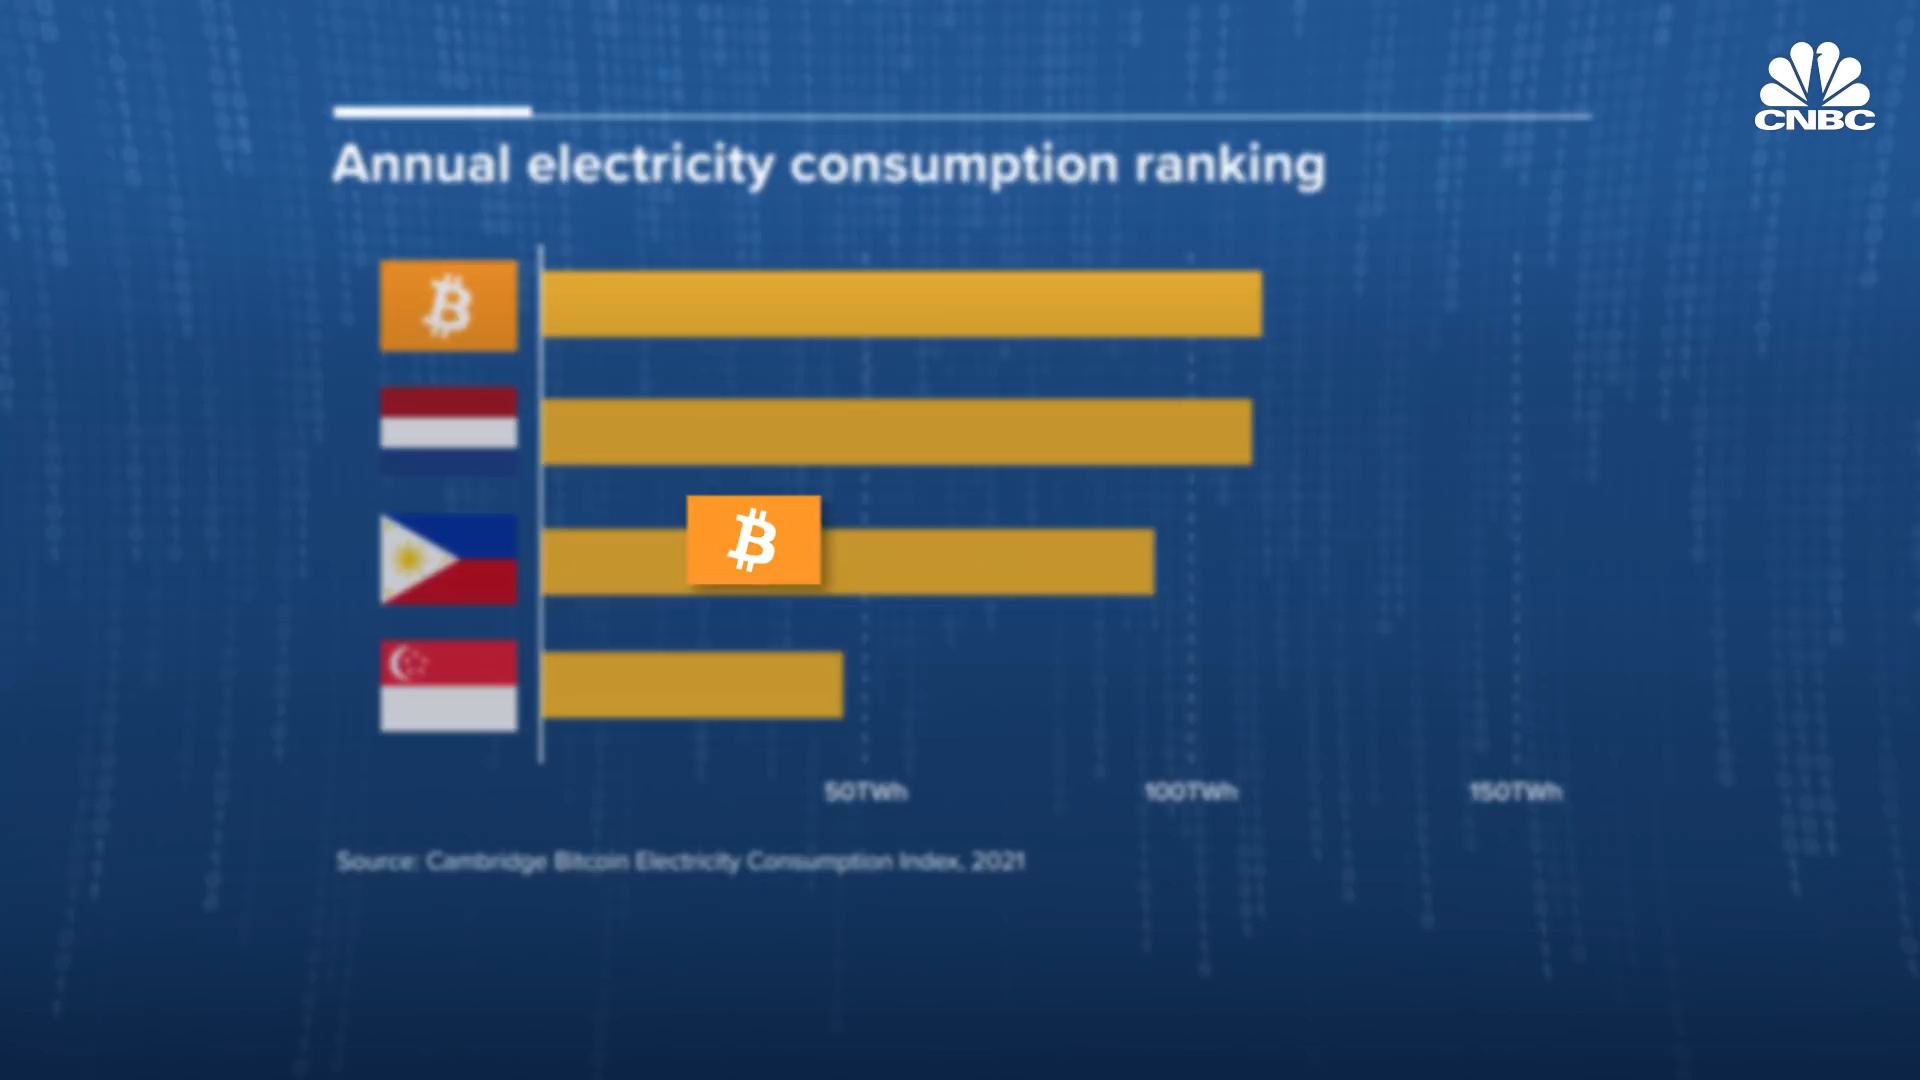 CNBC
Annual electricity consumption ranking
50TWh
100TWh
150TWh
Source: Cambridge Bitcoin Electricity Consumption Index, 2021